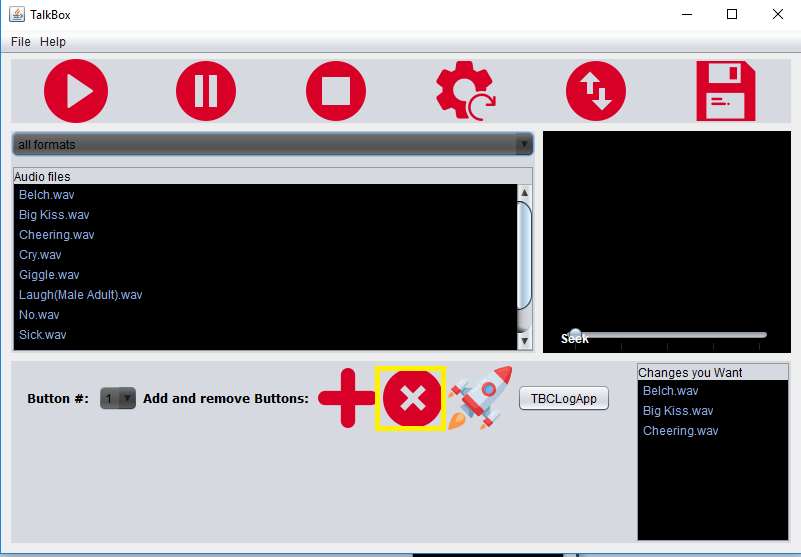 TalkBox
File Help
all formats
Audio files
Belch.wav
Big Kiss.wav
Cheering.wav
Cry.wav
Giggle.wav
Laugh(Male Adult).wav
No.wav
Sick.wav
Seek
Button #: 1 Add and remove Buttons: TBCLogApp
Changes you Want
Belch.wav
Big Kiss.wav
Cheering.wav